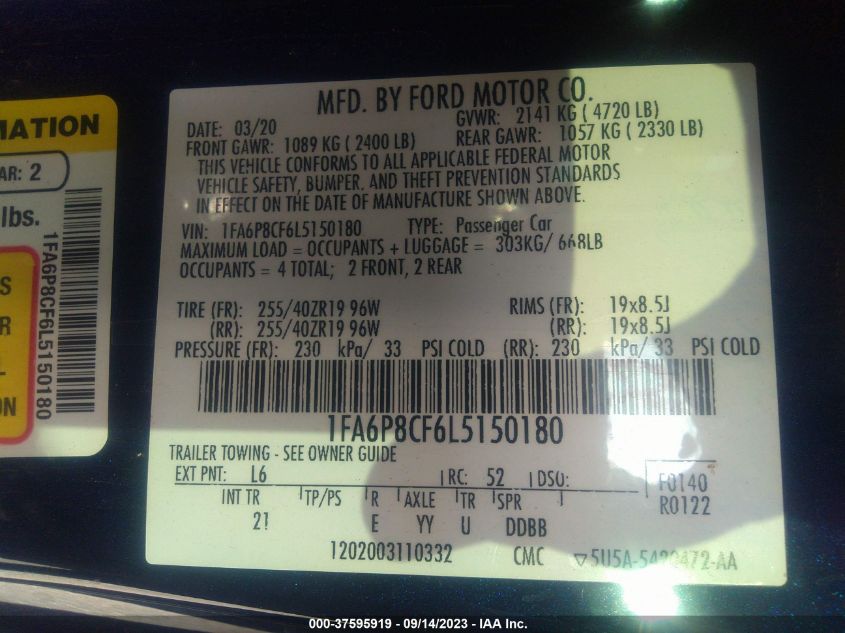 MATION
AR: 2
lbs.
S
R
L
ON
1FA6P8CF6L5150180
MFD. BY FORD MOTOR CO.
DATE: 03/20 GVWR: 2141 KG ( 4720 LB)
FRONT GAWR: 1089 KG ( 2400 LB) REAR GAWR: 1057 KG ( 2330 LB)
THIS VEHICLE CONFORMS TO ALL APPLICABLE FEDERAL MOTOR
VEHICLE SAFETY, BUMPER, AND THEFT PREVENTION STANDARDS
IN EFFECT ON THE DATE OF MANUFACTURE SHOWN ABOVE.
VIN: 1FA6P8CF6L5150180 TYPE: Passenger Car
MAXIMUM LOAD = OCCUPANTS + LUGGAGE = 303KG/ 668LB
OCCUPANTS = 4 TOTAL; 2 FRONT, 2 REAR
TIRE (FR): 255/40ZR19 96W RIMS (FR): 19x8.5J
(RR): 255/40ZR19 96W (RR): 19x8.5J
PRESSURE (FR): 230 kPa/ 33 PSI COLD (RR): 230 kPa/ 33 PSI COLD
1FA6P8CF6L5150180
TRAILER TOWING - SEE OWNER GUIDE
EXT PNT: L6 RC: 52 DSO: F0140
R0122
INT TR TP/PS R AXLE TR SPR
21 E YY U DDBB
1202003110332 CMC 5U5A-5420472-AA
000-37595919 - 09/14/2023 - IAA Inc.